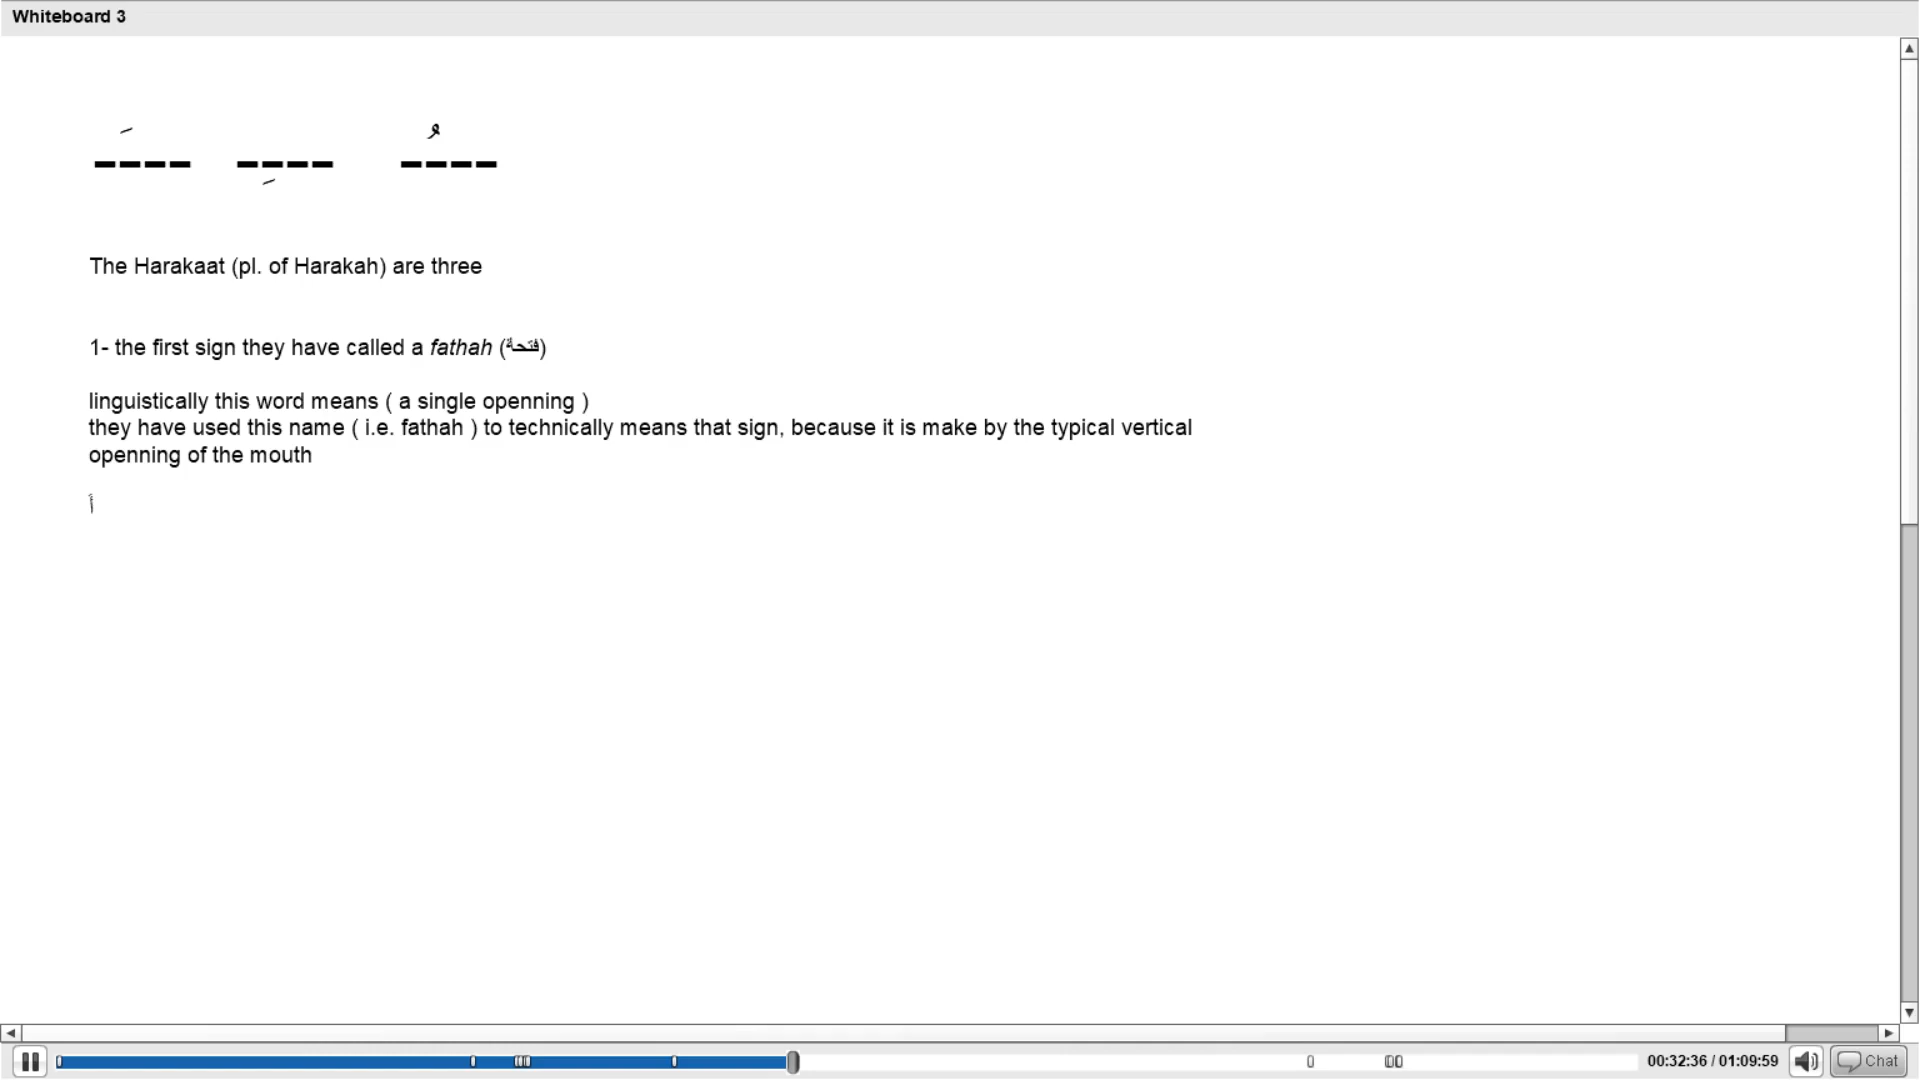 Whiteboard 3
َ ُ
---- ---- ----
َ
The Harakaat (pl. of Harakah) are three
1- the first sign they have called a fathah (فتحة)
linguistically this word means ( a single openning )
they have used this name ( i.e. fathah ) to technically means that sign, because it is make by the typical vertical
openning of the mouth
أَ
00:32:36 / 01:09:59
Chat